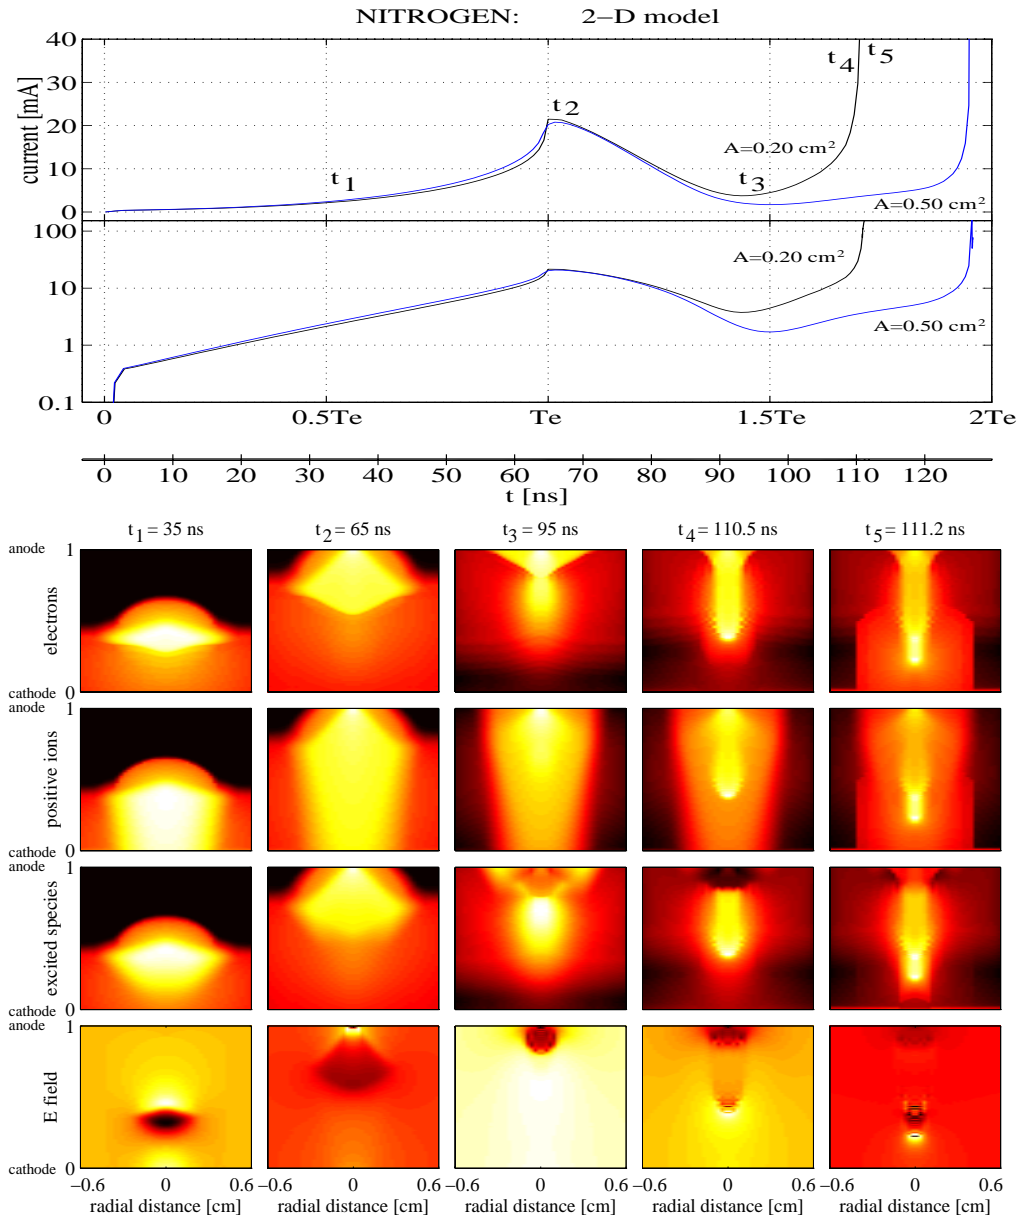 NITROGEN: 2−D model
current [mA]
40
30
20
10
0
t1
t2
t3
t4 t5
A=0.20 cm²
A=0.50 cm²
100
10
1
0.1
A=0.20 cm²
A=0.50 cm²
0 0.5Te Te 1.5Te 2Te
0 10 20 30 40 50 60 70 80 90 100 110 120
t [ns]
t1 = 35 ns t2 = 65 ns t3 = 95 ns t4 = 110.5 ns t5 = 111.2 ns
anode 1
electrons
cathode 0
anode 1
positive ions
cathode 0
anode 1
excited species
cathode 0
anode 1
E field
cathode 0
−0.6 0 0.6 −0.6 0 0.6 −0.6 0 0.6 −0.6 0 0.6 −0.6 0 0.6
radial distance [cm] radial distance [cm] radial distance [cm] radial distance [cm] radial distance [cm]